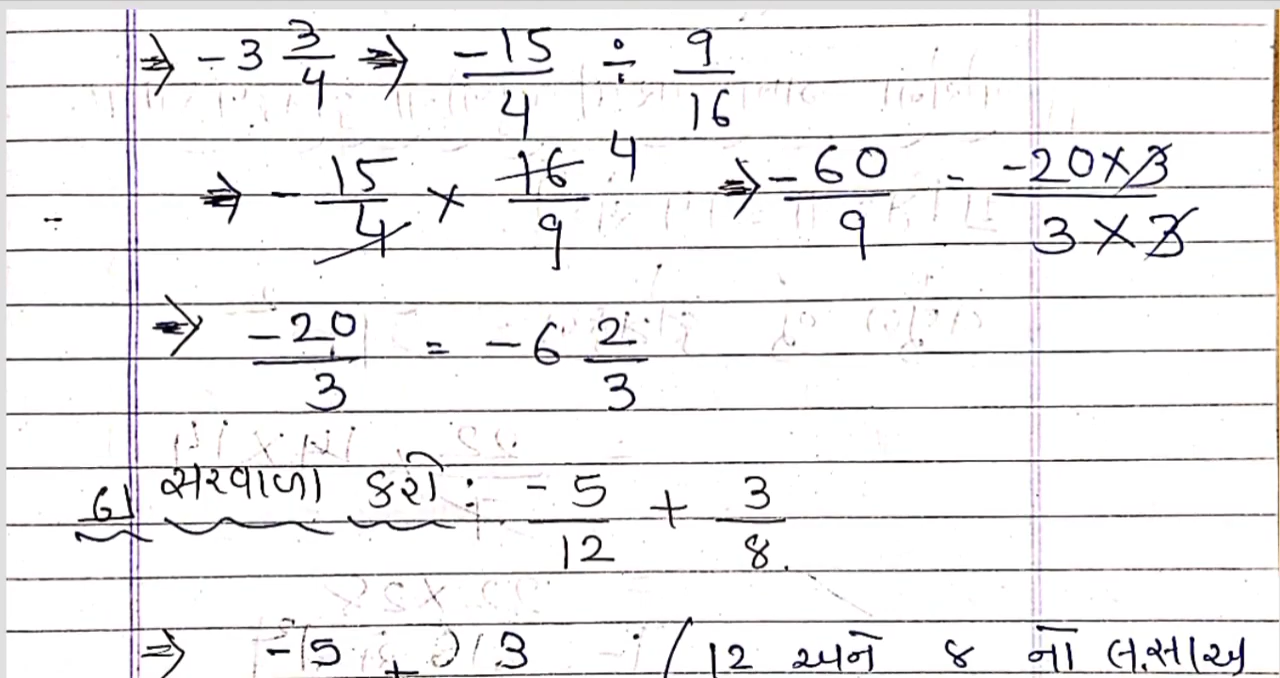 ⇒ -3 3/4 ⇒ -15/4 ÷ 9/16
⇒ - 15/4 × 16/9 4 ⇒ -60/9 - -20×3/3×3
⇒ -20/3 = -6 2/3
6) સરવાળા કરો : -5/12 + 3/8.
⇒ -5 + 3 (12 અને 8 નો લ.સા.અ